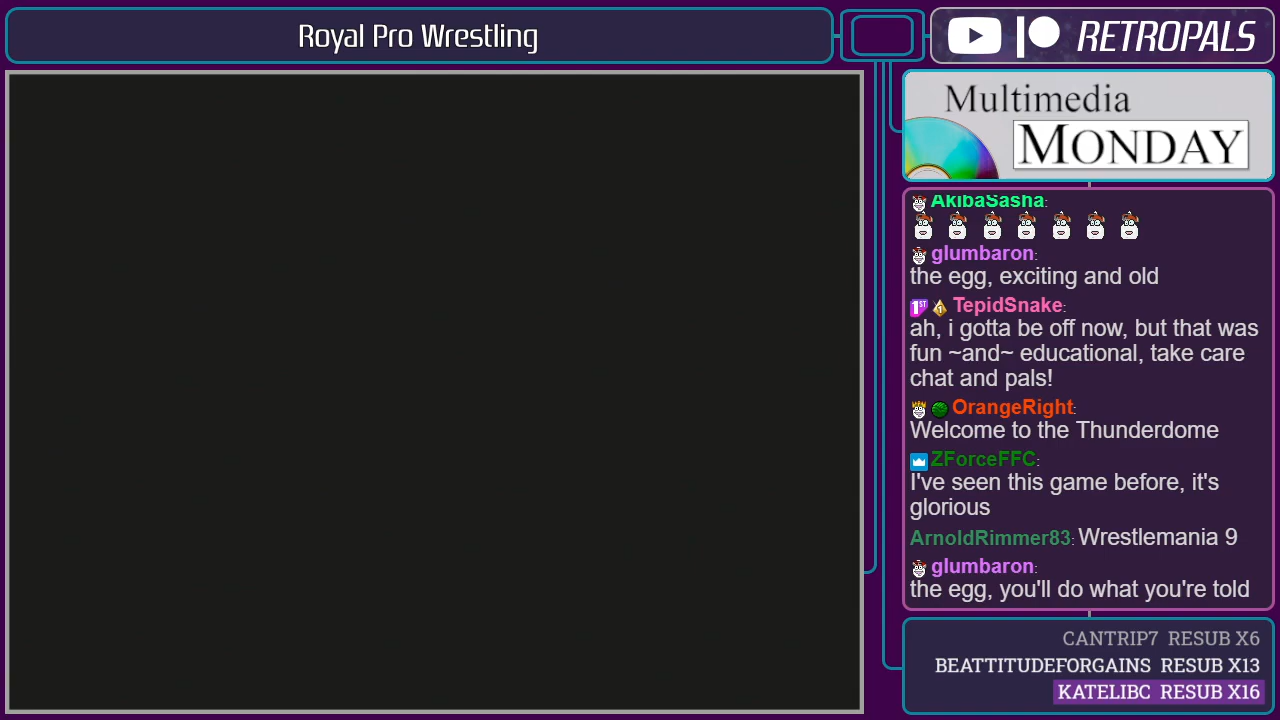 Royal Pro Wrestling
RETROPALS
Multimedia
MONDAY
AkibaSasha:
glumbaron:
the egg, exciting and old
1ST 1 TepidSnake:
ah, i gotta be off now, but that was
fun ~and~ educational, take care
chat and pals!
OrangeRight:
Welcome to the Thunderdome
ZForceFFC:
I've seen this game before, it's
glorious
ArnoldRimmer83: Wrestlemania 9
glumbaron:
the egg, you'll do what you're told
CANTRIP7 RESUB X6
BEATTITUDEFORGAINS RESUB X13
KATELIBC RESUB X16